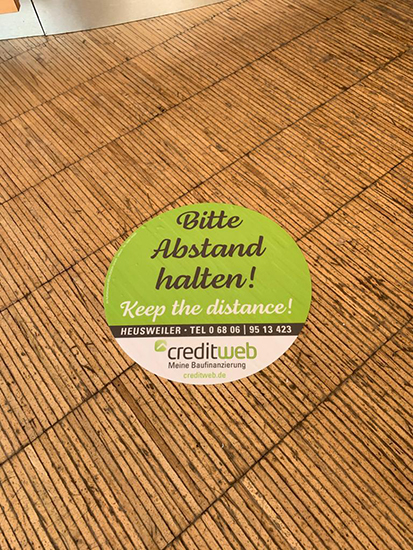 Bitte
Abstand
halten!
Keep the distance!
HEUSWEILER · TEL 0 68 06 | 95 13 423
creditweb
Meine Baufinanzierung
creditweb.de